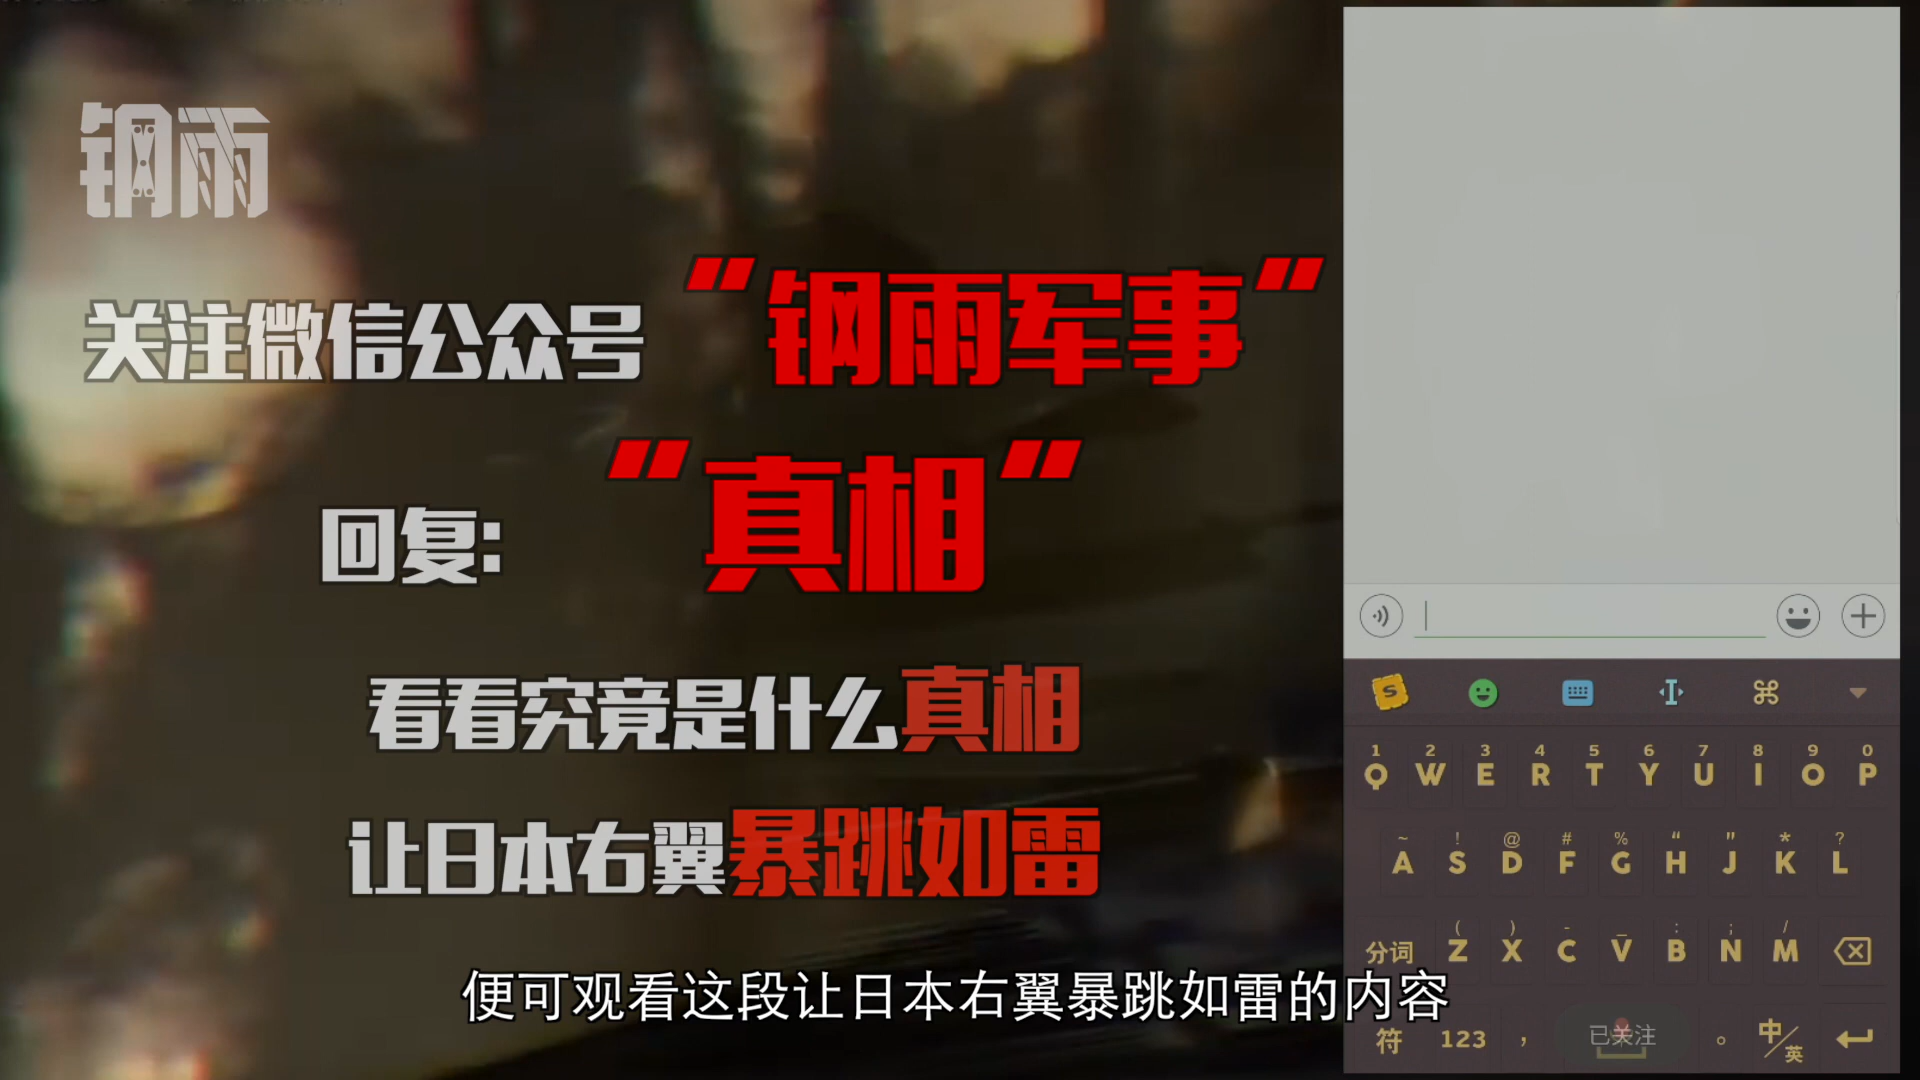 钢雨
关注微信公众号 “钢雨军事”
回复: “真相”
看看究竟是什么真相
让日本右翼暴跳如雷
便可观看这段让日本右翼暴跳如雷的内容
S
1 2 3 4 5 6 7 8 9 0
Q W E R T Y U I O P
~ ! @ # % “ " * ?
A S D F G H J K L
( ) - _ : ; /
分词 Z X C V B N M
符 123 , 已关注 。 中/英